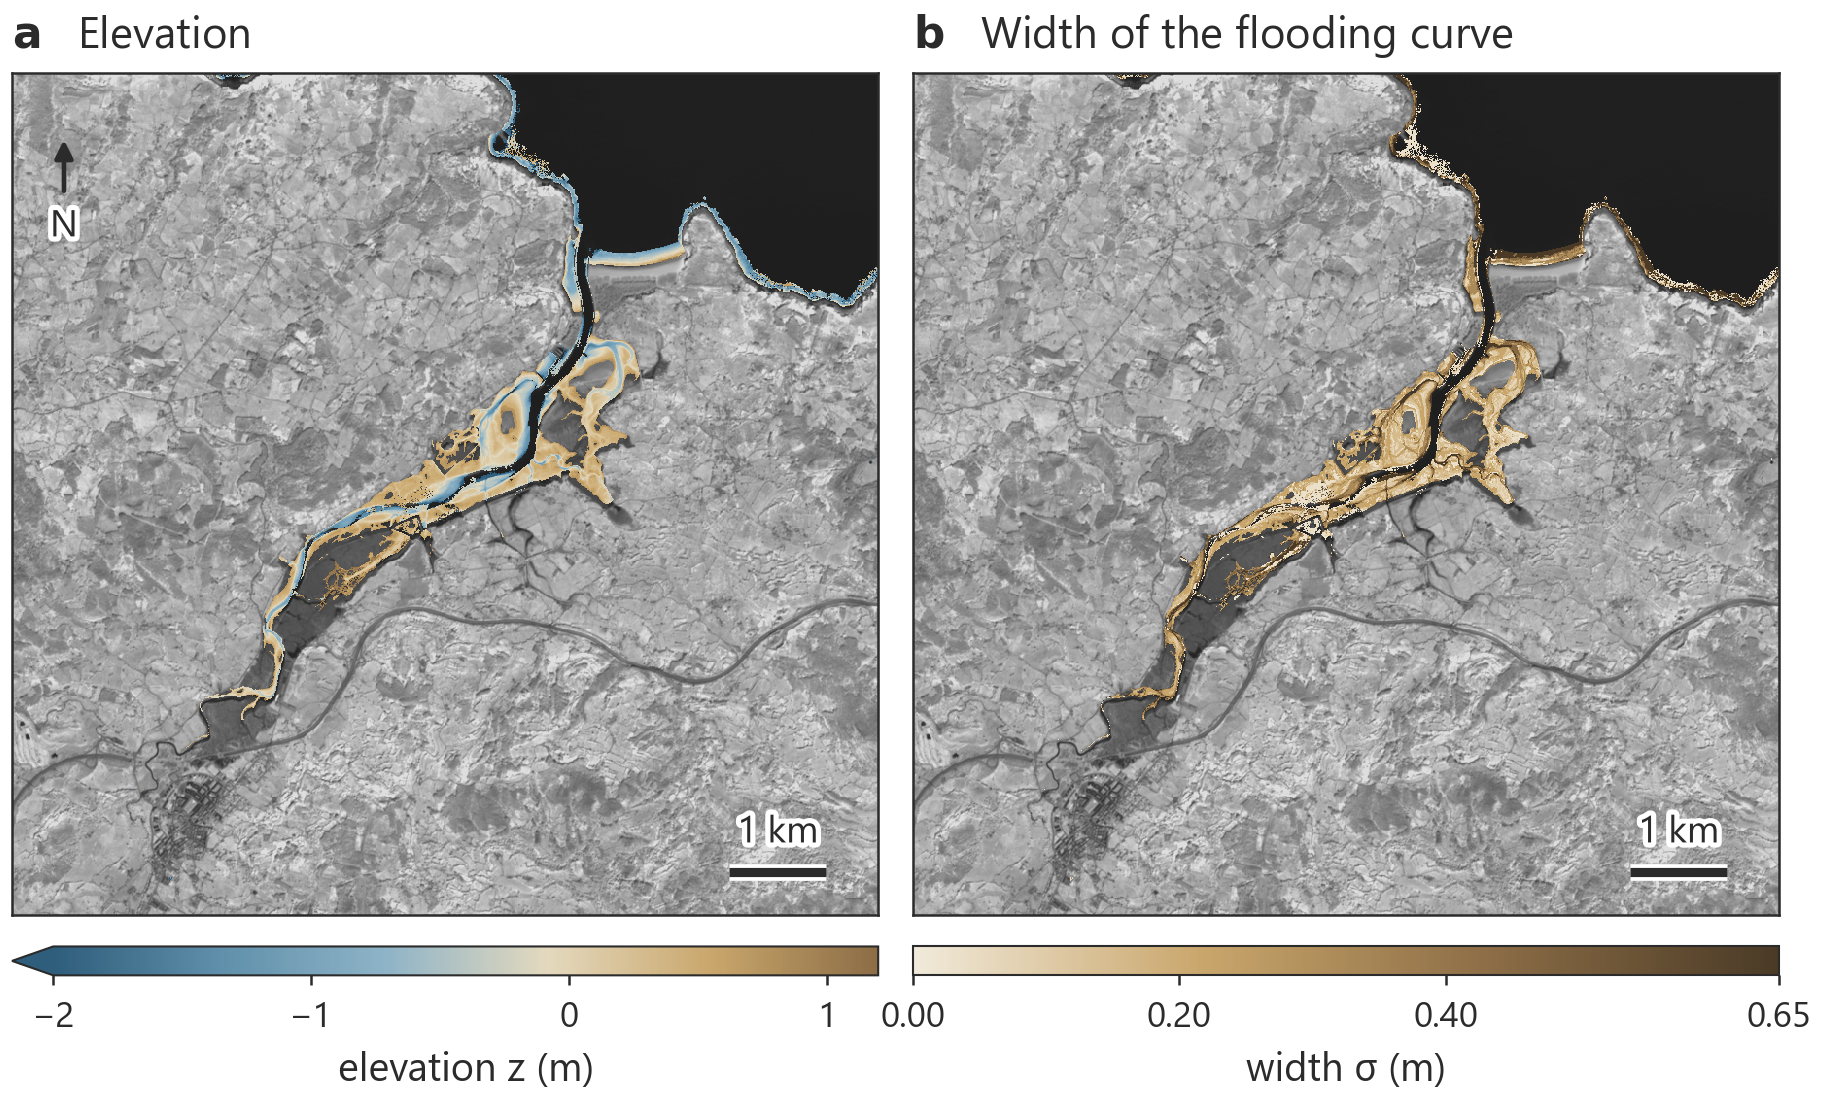 a Elevation
b Width of the flooding curve
N
1 km
1 km
−2 −1 0 1
0.00 0.20 0.40 0.65
elevation z (m)
width σ (m)